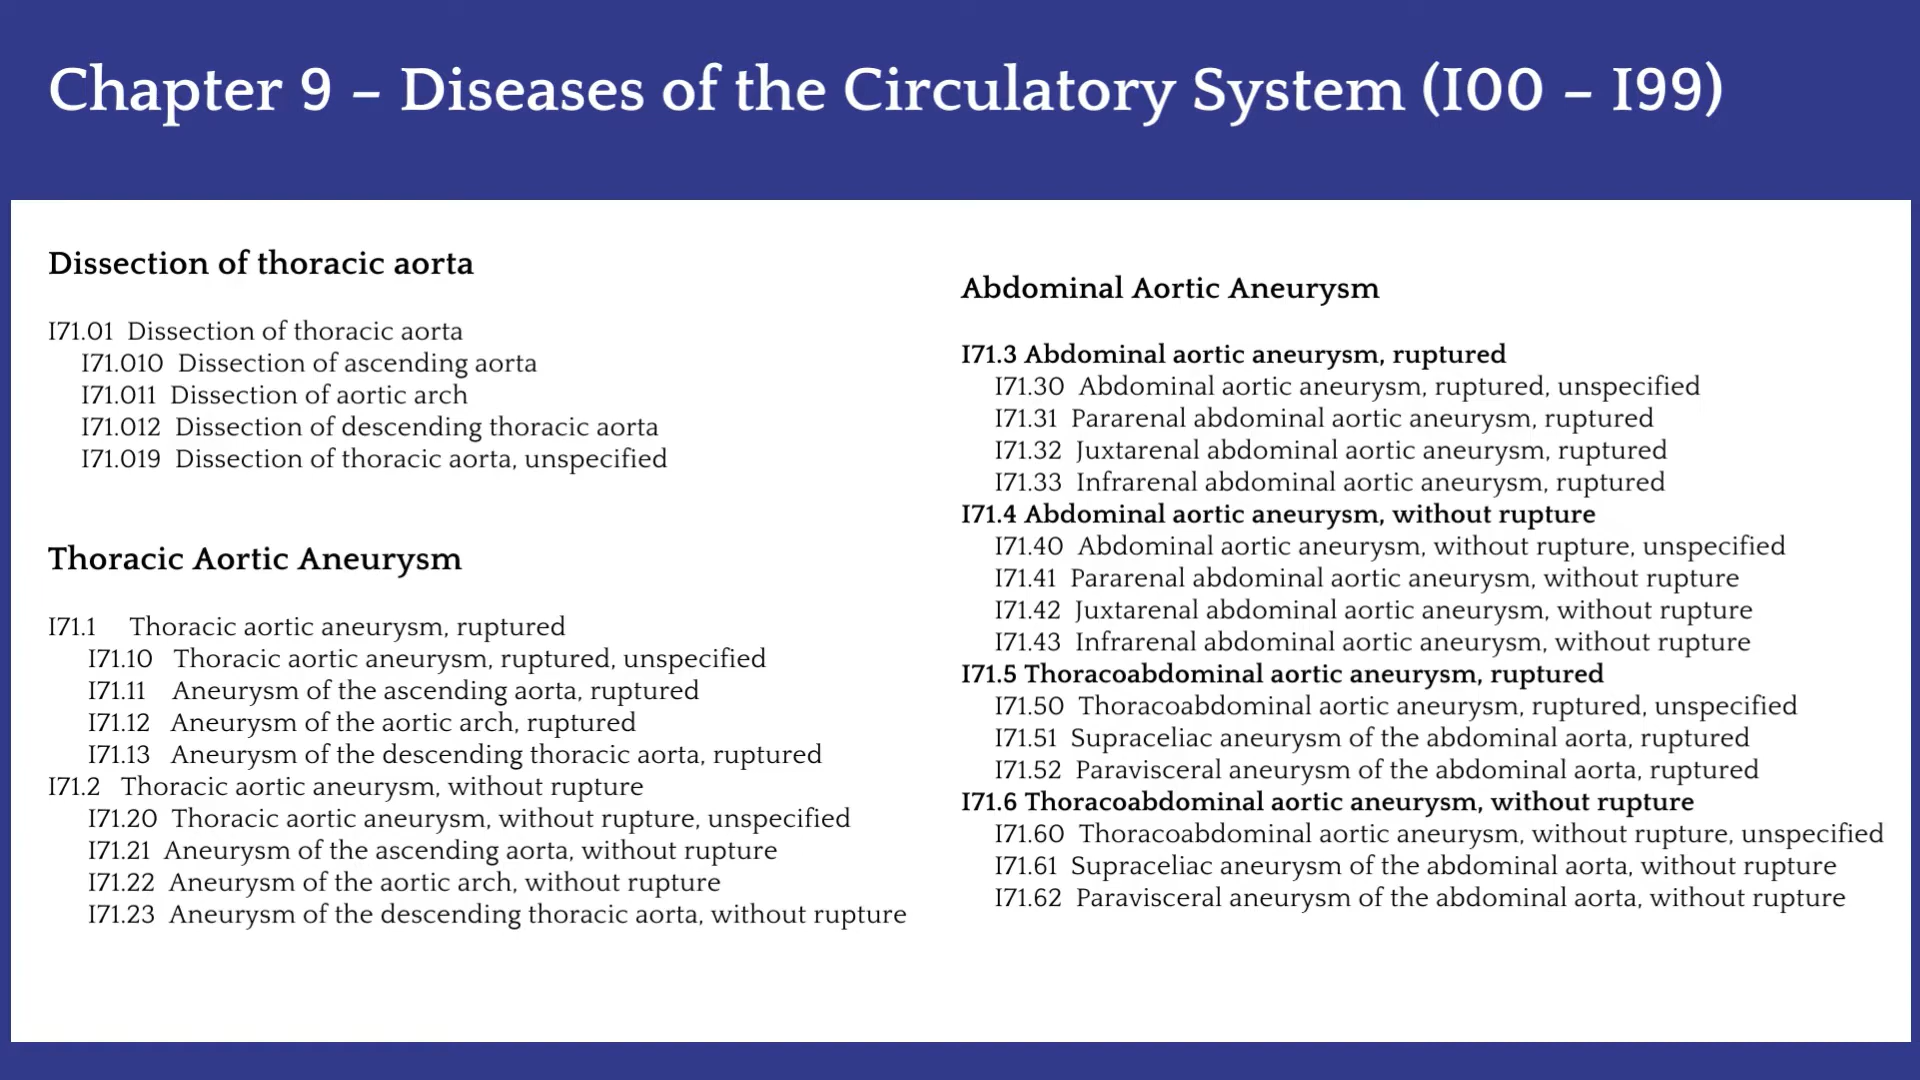 Chapter 9 – Diseases of the Circulatory System (I00 – I99)
Dissection of thoracic aorta
I71.01 Dissection of thoracic aorta
I71.010 Dissection of ascending aorta
I71.011 Dissection of aortic arch
I71.012 Dissection of descending thoracic aorta
I71.019 Dissection of thoracic aorta, unspecified
Thoracic Aortic Aneurysm
I71.1 Thoracic aortic aneurysm, ruptured
I71.10 Thoracic aortic aneurysm, ruptured, unspecified
I71.11 Aneurysm of the ascending aorta, ruptured
I71.12 Aneurysm of the aortic arch, ruptured
I71.13 Aneurysm of the descending thoracic aorta, ruptured
I71.2 Thoracic aortic aneurysm, without rupture
I71.20 Thoracic aortic aneurysm, without rupture, unspecified
I71.21 Aneurysm of the ascending aorta, without rupture
I71.22 Aneurysm of the aortic arch, without rupture
I71.23 Aneurysm of the descending thoracic aorta, without rupture
Abdominal Aortic Aneurysm
I71.3 Abdominal aortic aneurysm, ruptured
I71.30 Abdominal aortic aneurysm, ruptured, unspecified
I71.31 Pararenal abdominal aortic aneurysm, ruptured
I71.32 Juxtarenal abdominal aortic aneurysm, ruptured
I71.33 Infrarenal abdominal aortic aneurysm, ruptured
I71.4 Abdominal aortic aneurysm, without rupture
I71.40 Abdominal aortic aneurysm, without rupture, unspecified
I71.41 Pararenal abdominal aortic aneurysm, without rupture
I71.42 Juxtarenal abdominal aortic aneurysm, without rupture
I71.43 Infrarenal abdominal aortic aneurysm, without rupture
I71.5 Thoracoabdominal aortic aneurysm, ruptured
I71.50 Thoracoabdominal aortic aneurysm, ruptured, unspecified
I71.51 Supraceliac aneurysm of the abdominal aorta, ruptured
I71.52 Paravisceral aneurysm of the abdominal aorta, ruptured
I71.6 Thoracoabdominal aortic aneurysm, without rupture
I71.60 Thoracoabdominal aortic aneurysm, without rupture, unspecified
I71.61 Supraceliac aneurysm of the abdominal aorta, without rupture
I71.62 Paravisceral aneurysm of the abdominal aorta, without rupture